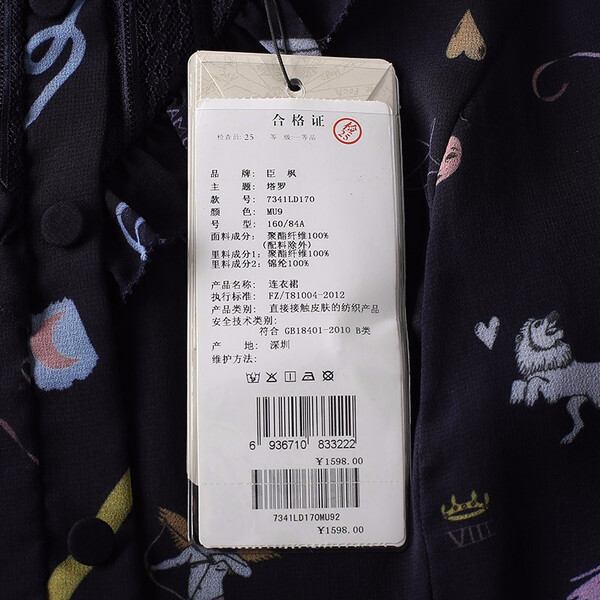 合格证
检查品: 25 等 级:一等品
品 牌: 臣 枫
主 题: 塔罗
款 号: 7341LD170
颜 色: MU9
号 型: 160/84A
面料成分: 聚酯纤维100%
(配料除外)
里料成分1: 聚酯纤维100%
里料成分2: 锦纶100%
产品名称: 连衣裙
执行标准: FZ/T81004-2012
产品类别: 直接接触皮肤的纺织产品
安全技术类别:
符合 GB18401-2010 B类
产 地: 深圳
维护方法:
6 936710 833222
¥1598.00
7341LD170MU92
¥1598.00
VIII